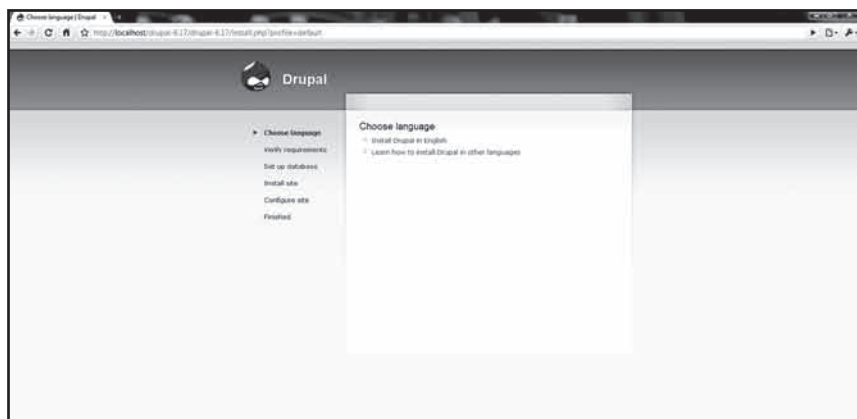 Choose language | Drupal
http://localhost/drupal-6.17/drupal-6.17/install.php?profile=default
Drupal
Choose language
Verify requirements
Set up database
Install site
Configure site
Finished
Choose language
Install Drupal in English
Learn how to install Drupal in other languages